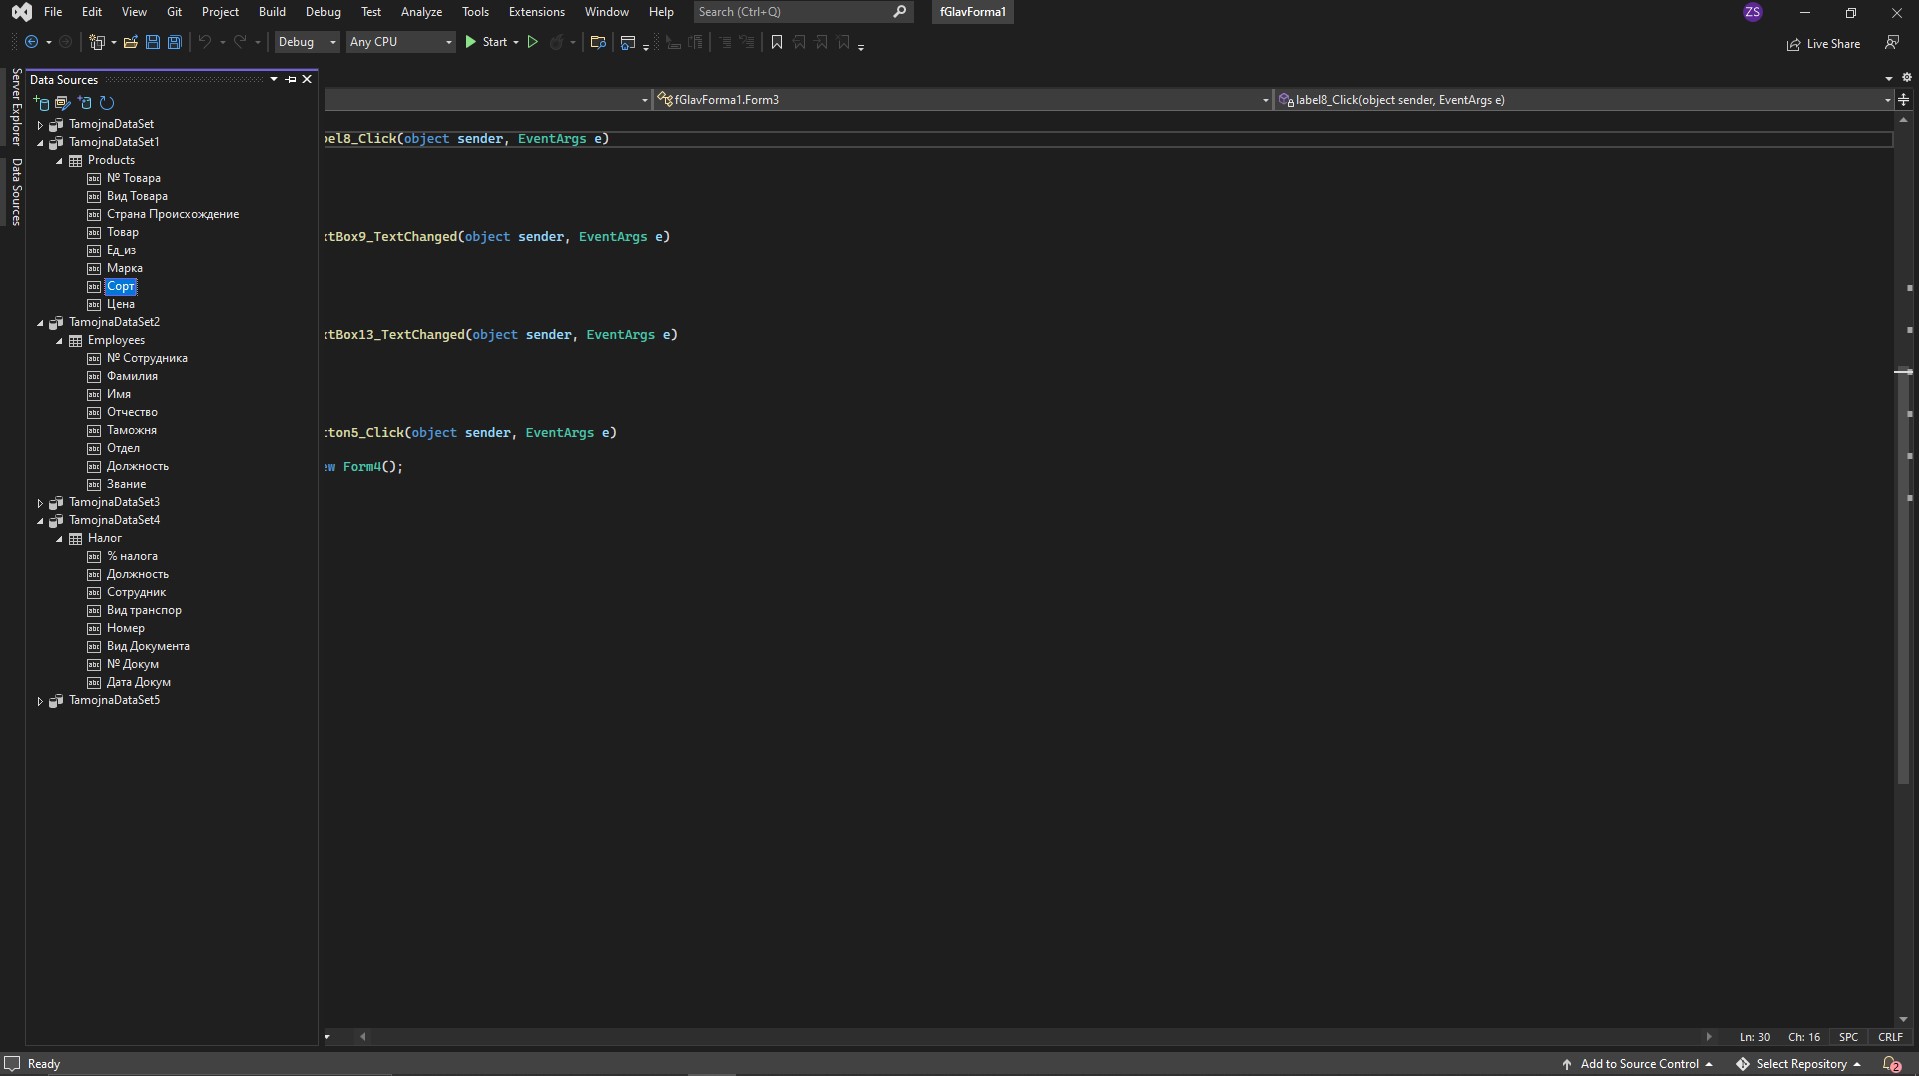 File Edit View Git Project Build Debug Test Analyze Tools Extensions Window Help Search (Ctrl+Q) fGlavForma1 ZS
Debug Any CPU Start Live Share
Server Explorer
Data Sources
Data Sources
TamojnaDataSet
TamojnaDataSet1
Products
№ Товара
Вид Товара
Страна Происхождение
Товар
Ед_из
Марка
Сорт
Цена
TamojnaDataSet2
Employees
№ Сотрудника
Фамилия
Имя
Отчество
Таможня
Отдел
Должность
Звание
TamojnaDataSet3
TamojnaDataSet4
Налог
% налога
Должность
Сотрудник
Вид транспор
Номер
Вид Документа
№ Докум
Дата Докум
TamojnaDataSet5
fGlavForma1.Form3 label8_Click(object sender, EventArgs e)
bel8_Click(object sender, EventArgs e)
xtBox9_TextChanged(object sender, EventArgs e)
xtBox13_TextChanged(object sender, EventArgs e)
tton5_Click(object sender, EventArgs e)
ew Form4();
Ln: 30 Ch: 16 SPC CRLF
Ready Add to Source Control Select Repository 2